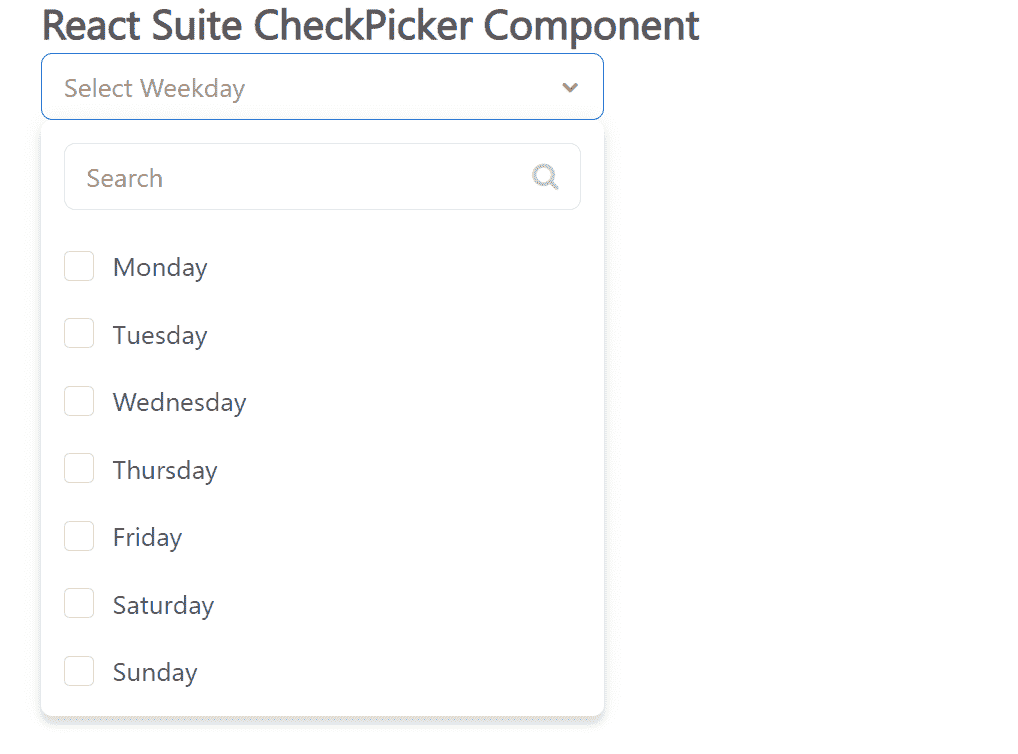 React Suite CheckPicker Component
Select Weekday
Search
Monday
Tuesday
Wednesday
Thursday
Friday
Saturday
Sunday